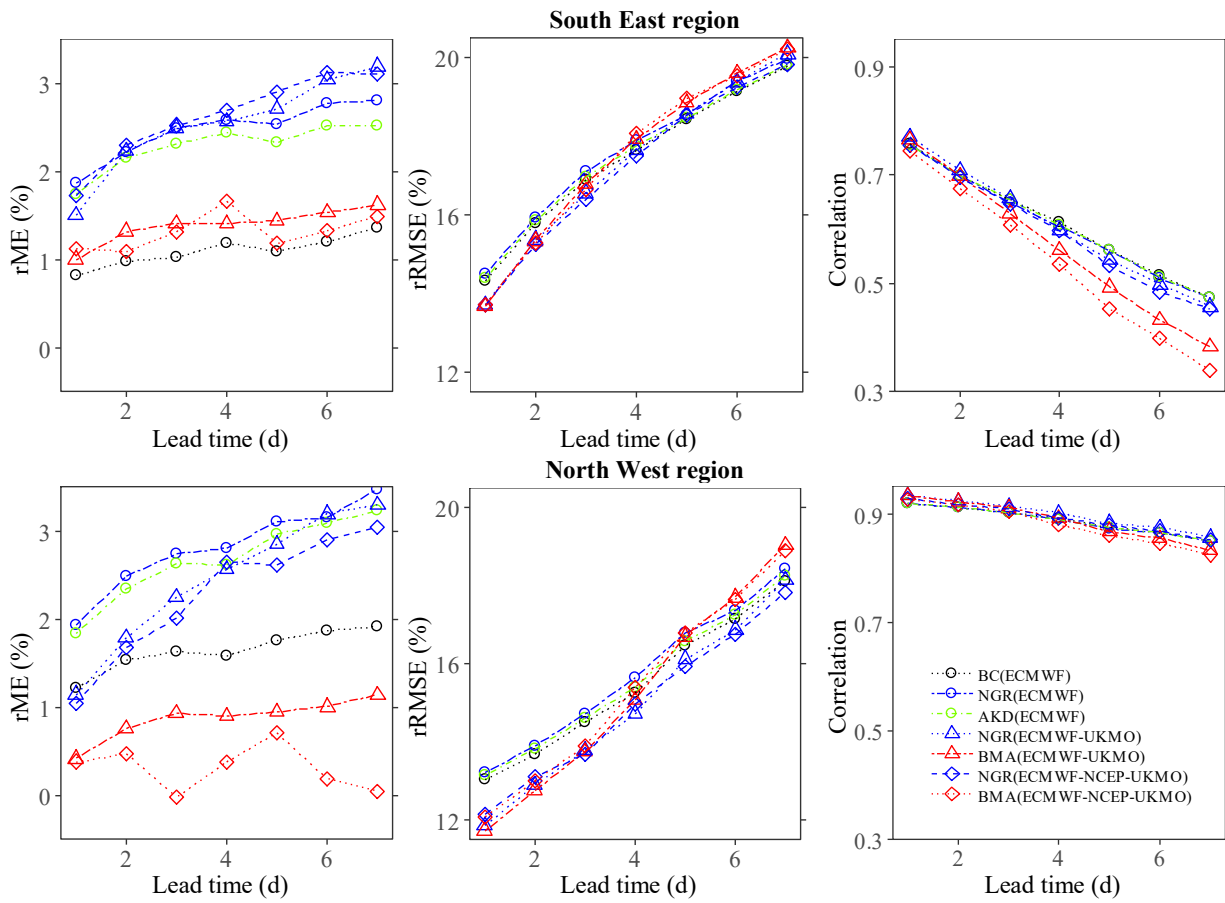 South East region
rME (%)
3
2
1
0
2
4
6
Lead time (d)
rRMSE (%)
20
16
12
2
4
6
Lead time (d)
Correlation
0.9
0.7
0.5
0.3
2
4
6
Lead time (d)
North West region
rME (%)
3
2
1
0
2
4
6
Lead time (d)
rRMSE (%)
20
16
12
2
4
6
Lead time (d)
Correlation
0.9
0.7
0.5
0.3
BC(ECMWF)
NGR(ECMWF)
AKD(ECMWF)
NGR(ECMWF-UKMO)
BMA(ECMWF-UKMO)
NGR(ECMWF-NCEP-UKMO)
BMA(ECMWF-NCEP-UKMO)
2
4
6
Lead time (d)